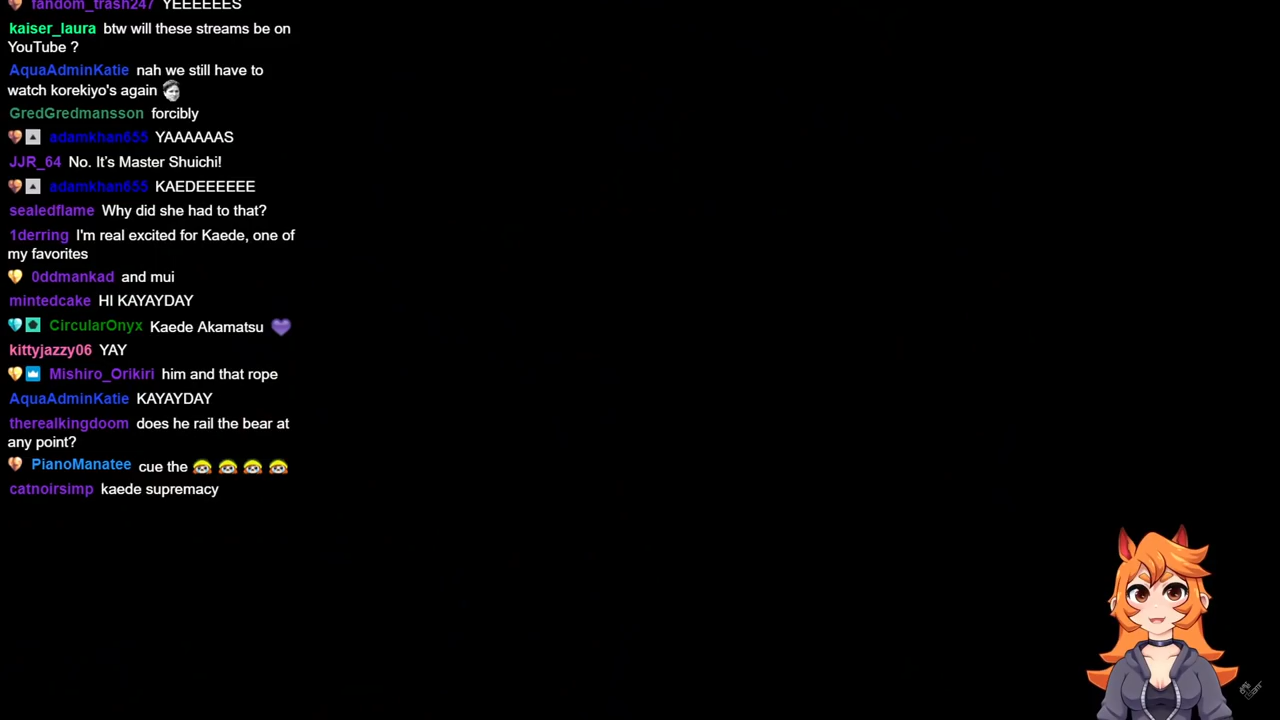 fandom_trash247 YEEEEEES
kaiser_laura btw will these streams be on
YouTube ?
AquaAdminKatie nah we still have to
watch korekiyo's again
GredGredmansson forcibly
adamkhan655 YAAAAAAS
JJR_64 No. It's Master Shuichi!
adamkhan655 KAEDEEEEEE
sealedflame Why did she had to that?
1derring I'm real excited for Kaede, one of
my favorites
0ddmankad and mui
mintedcake HI KAYAYDAY
CircularOnyx Kaede Akamatsu
kittyjazzy06 YAY
Mishiro_Orikiri him and that rope
AquaAdminKatie KAYAYDAY
therealkingdoom does he rail the bear at
any point?
PianoManatee cue the
catnoirsimp kaede supremacy